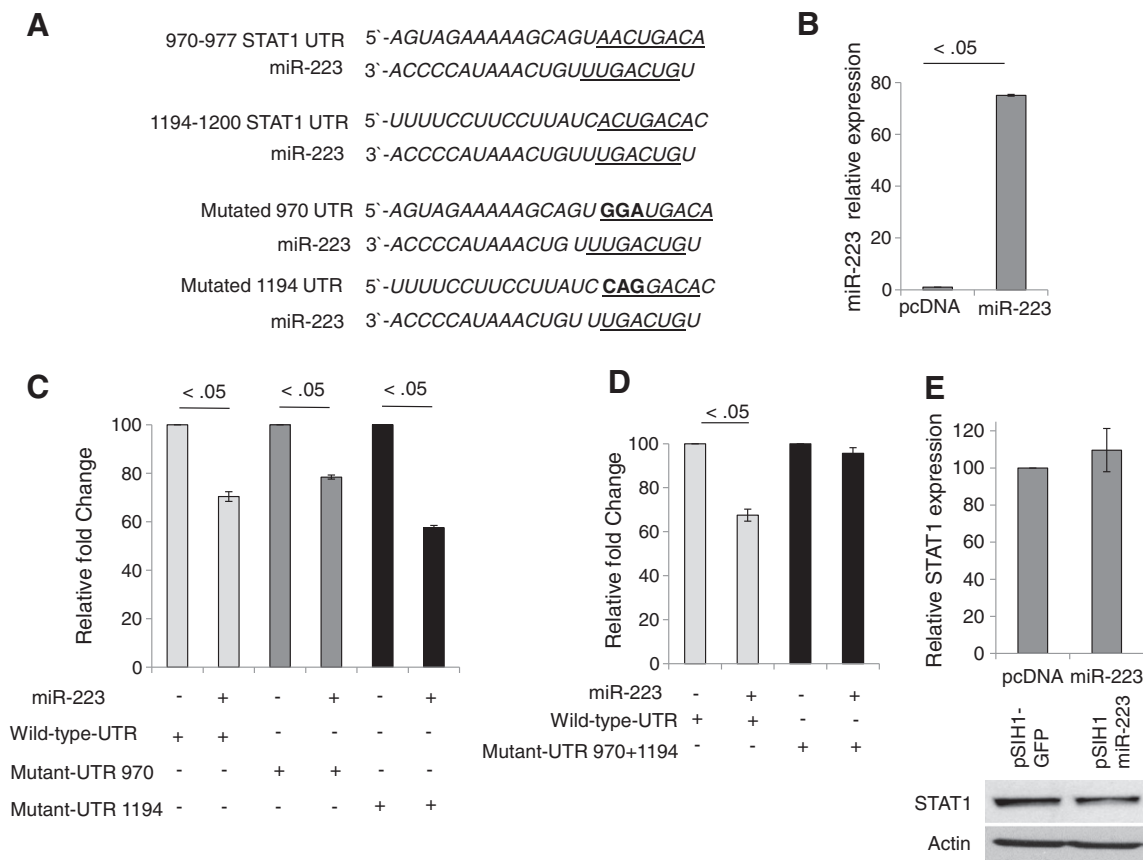 A
970-977 STAT1 UTR 5`-AGUAGAAAAAGCAGUAACUGACA
miR-223 3`-ACCCCAUAAACUGUUUGACUGU
1194-1200 STAT1 UTR 5`-UUUUCCUUCCUUAUCACUGACAC
miR-223 3`-ACCCCAUAAACUGUUUGACUGU
Mutated 970 UTR 5`-AGUAGAAAAAGCAGU GGAUGACA
miR-223 3`-ACCCCAUAAACUG UUUGACUGU
Mutated 1194 UTR 5`-UUUUCCUUCCUUAUC CAGGACAC
miR-223 3`-ACCCCAUAAACUGU UUGACUGU
B
< .05
miR-223 relative expression
80
60
40
20
0
pcDNA miR-223
C
< .05 < .05 < .05
Relative fold Change
100
80
60
40
20
0
miR-223 - + - + - +
Wild-type-UTR + + - - - -
Mutant-UTR 970 - - + + - -
Mutant-UTR 1194 - - - - + +
D
< .05
Relative fold Change
100
80
60
40
20
0
miR-223 - + - +
Wild-type-UTR + + - -
Mutant-UTR 970+1194 - - + +
E
Relative STAT1 expression
120
100
80
60
40
20
0
pcDNA miR-223
pSIH1-
GFP
pSIH1
miR-223
STAT1
Actin